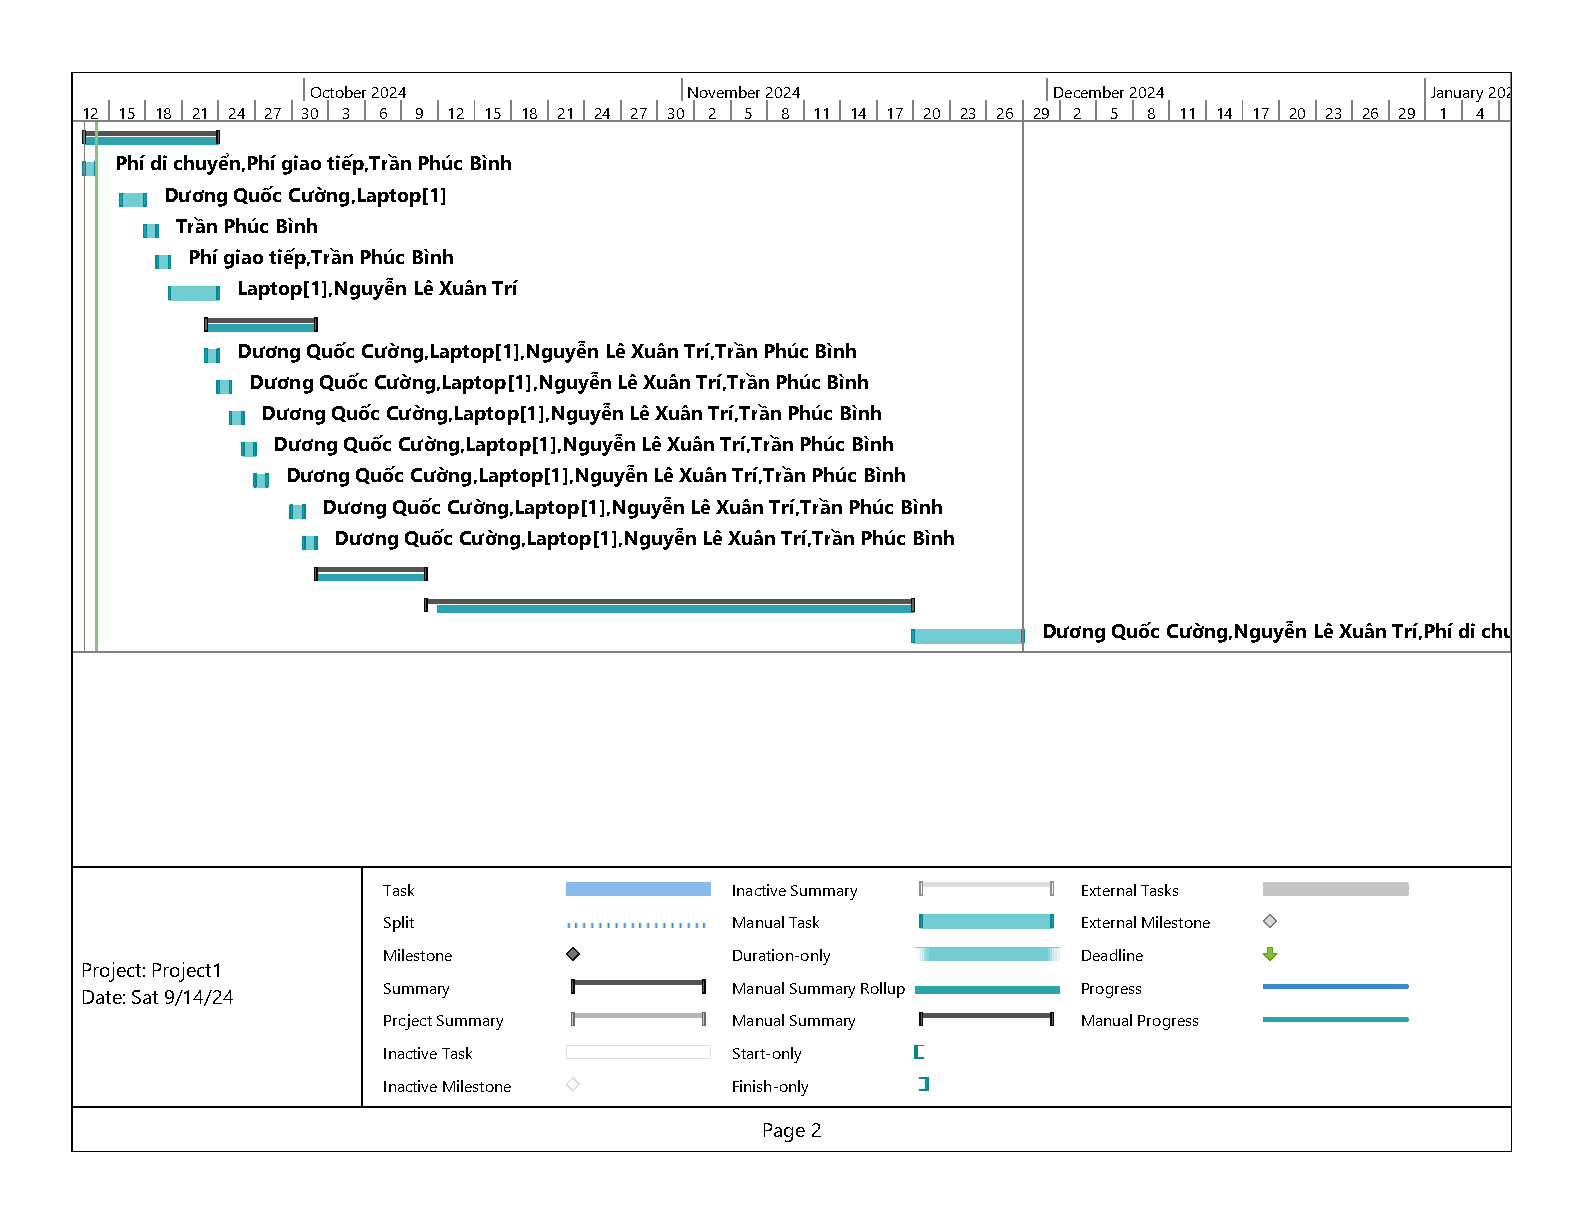 October 2024 November 2024 December 2024 January 202
12 15 18 21 24 27 30 3 6 9 12 15 18 21 24 27 30 2 5 8 11 14 17 20 23 26 29 2 5 8 11 14 17 20 23 26 29 1 4
Phí di chuyển,Phí giao tiếp,Trần Phúc Bình
Dương Quốc Cường,Laptop[1]
Trần Phúc Bình
Phí giao tiếp,Trần Phúc Bình
Laptop[1],Nguyễn Lê Xuân Trí
Dương Quốc Cường,Laptop[1],Nguyễn Lê Xuân Trí,Trần Phúc Bình
Dương Quốc Cường,Laptop[1],Nguyễn Lê Xuân Trí,Trần Phúc Bình
Dương Quốc Cường,Laptop[1],Nguyễn Lê Xuân Trí,Trần Phúc Bình
Dương Quốc Cường,Laptop[1],Nguyễn Lê Xuân Trí,Trần Phúc Bình
Dương Quốc Cường,Laptop[1],Nguyễn Lê Xuân Trí,Trần Phúc Bình
Dương Quốc Cường,Laptop[1],Nguyễn Lê Xuân Trí,Trần Phúc Bình
Dương Quốc Cường,Laptop[1],Nguyễn Lê Xuân Trí,Trần Phúc Bình
Dương Quốc Cường,Nguyễn Lê Xuân Trí,Phí di chu
Project: Project1
Date: Sat 9/14/24
Task
Split
Milestone
Summary
Project Summary
Inactive Task
Inactive Milestone
Inactive Summary
Manual Task
Duration-only
Manual Summary Rollup
Manual Summary
Start-only
Finish-only
External Tasks
External Milestone
Deadline
Progress
Manual Progress
Page 2